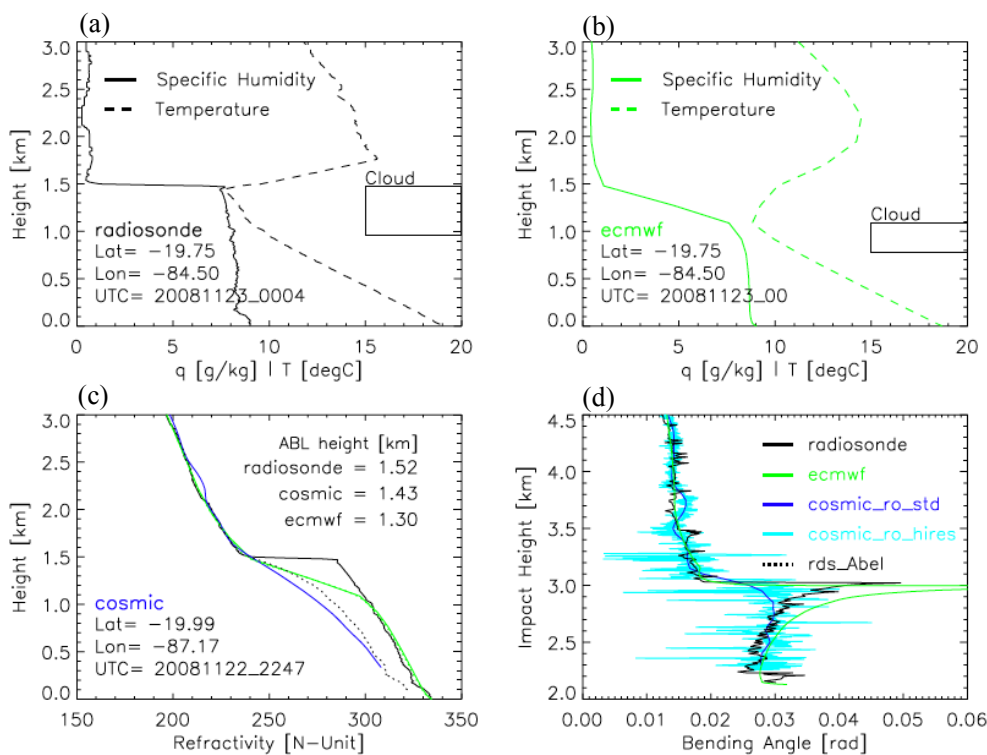 (a)
3.0
2.5
2.0
1.5
1.0
0.5
0.0
Height [km]
Specific Humidity
Temperature
Cloud
radiosonde
Lat= −19.75
Lon= −84.50
UTC= 20081123_0004
0 5 10 15 20
q [g/kg] | T [degC]
(b)
3.0
2.5
2.0
1.5
1.0
0.5
0.0
Height [km]
Specific Humidity
Temperature
Cloud
ecmwf
Lat= −19.75
Lon= −84.50
UTC= 20081123_00
0 5 10 15 20
q [g/kg] | T [degC]
(c)
3.0
2.5
2.0
1.5
1.0
0.5
0.0
Height [km]
ABL height [km]
radiosonde = 1.52
cosmic = 1.43
ecmwf = 1.30
cosmic
Lat= −19.99
Lon= −87.17
UTC= 20081122_2247
150 200 250 300 350
Refractivity [N−Unit]
(d)
4.5
4.0
3.5
3.0
2.5
2.0
Impact Height [km]
radiosonde
ecmwf
cosmic_ro_std
cosmic_ro_hires
rds_Abel
0.00 0.01 0.02 0.03 0.04 0.05 0.06
Bending Angle [rad]